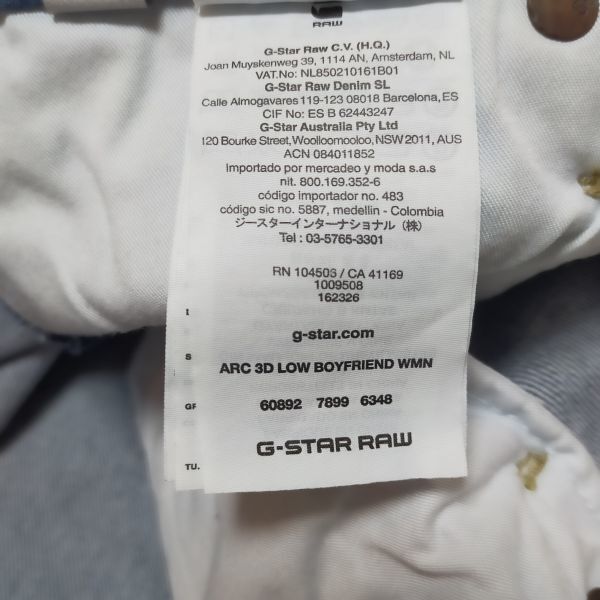 RAW
G-Star Raw C.V. (H.Q.)
Joan Muyskenweg 39, 1114 AN, Amsterdam, NL
VAT.No: NL850210161B01
G-Star Raw Denim SL
Calle Almogavares 119-123 08018 Barcelona, ES
CIF No: ES B 62443247
G-Star Australia Pty Ltd
120 Bourke Street, Woolloomooloo, NSW 2011, AUS
ACN 084011852
Importado por mercadeo y moda s.a.s
nit. 800.169.352-6
código importador no. 483
código sic no. 5887, medellin - Colombia
ジースターインターナショナル (株)
Tel : 03-5765-3301
RN 104503 / CA 41169
1009508
162326
I
g-star.com
S
ARC 3D LOW BOYFRIEND WMN
GF
60892 7899 6348
G-STAR RAW
TU.